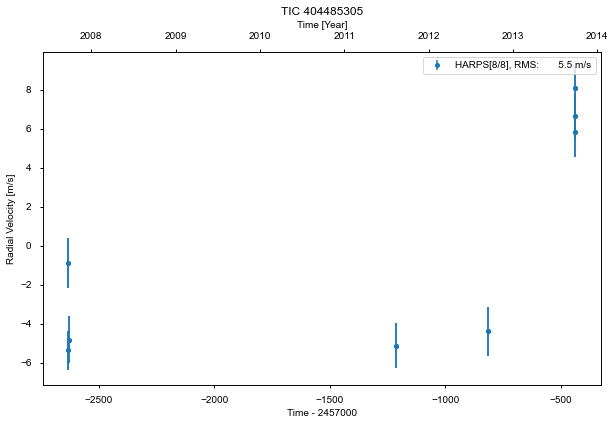 TIC 404485305
Time [Year]
2008 2009 2010 2011 2012 2013 2014
HARPS[8/8], RMS: 5.5 m/s
Radial Velocity [m/s]
8
6
4
2
0
−2
−4
−6
−2500 −2000 −1500 −1000 −500
Time - 2457000